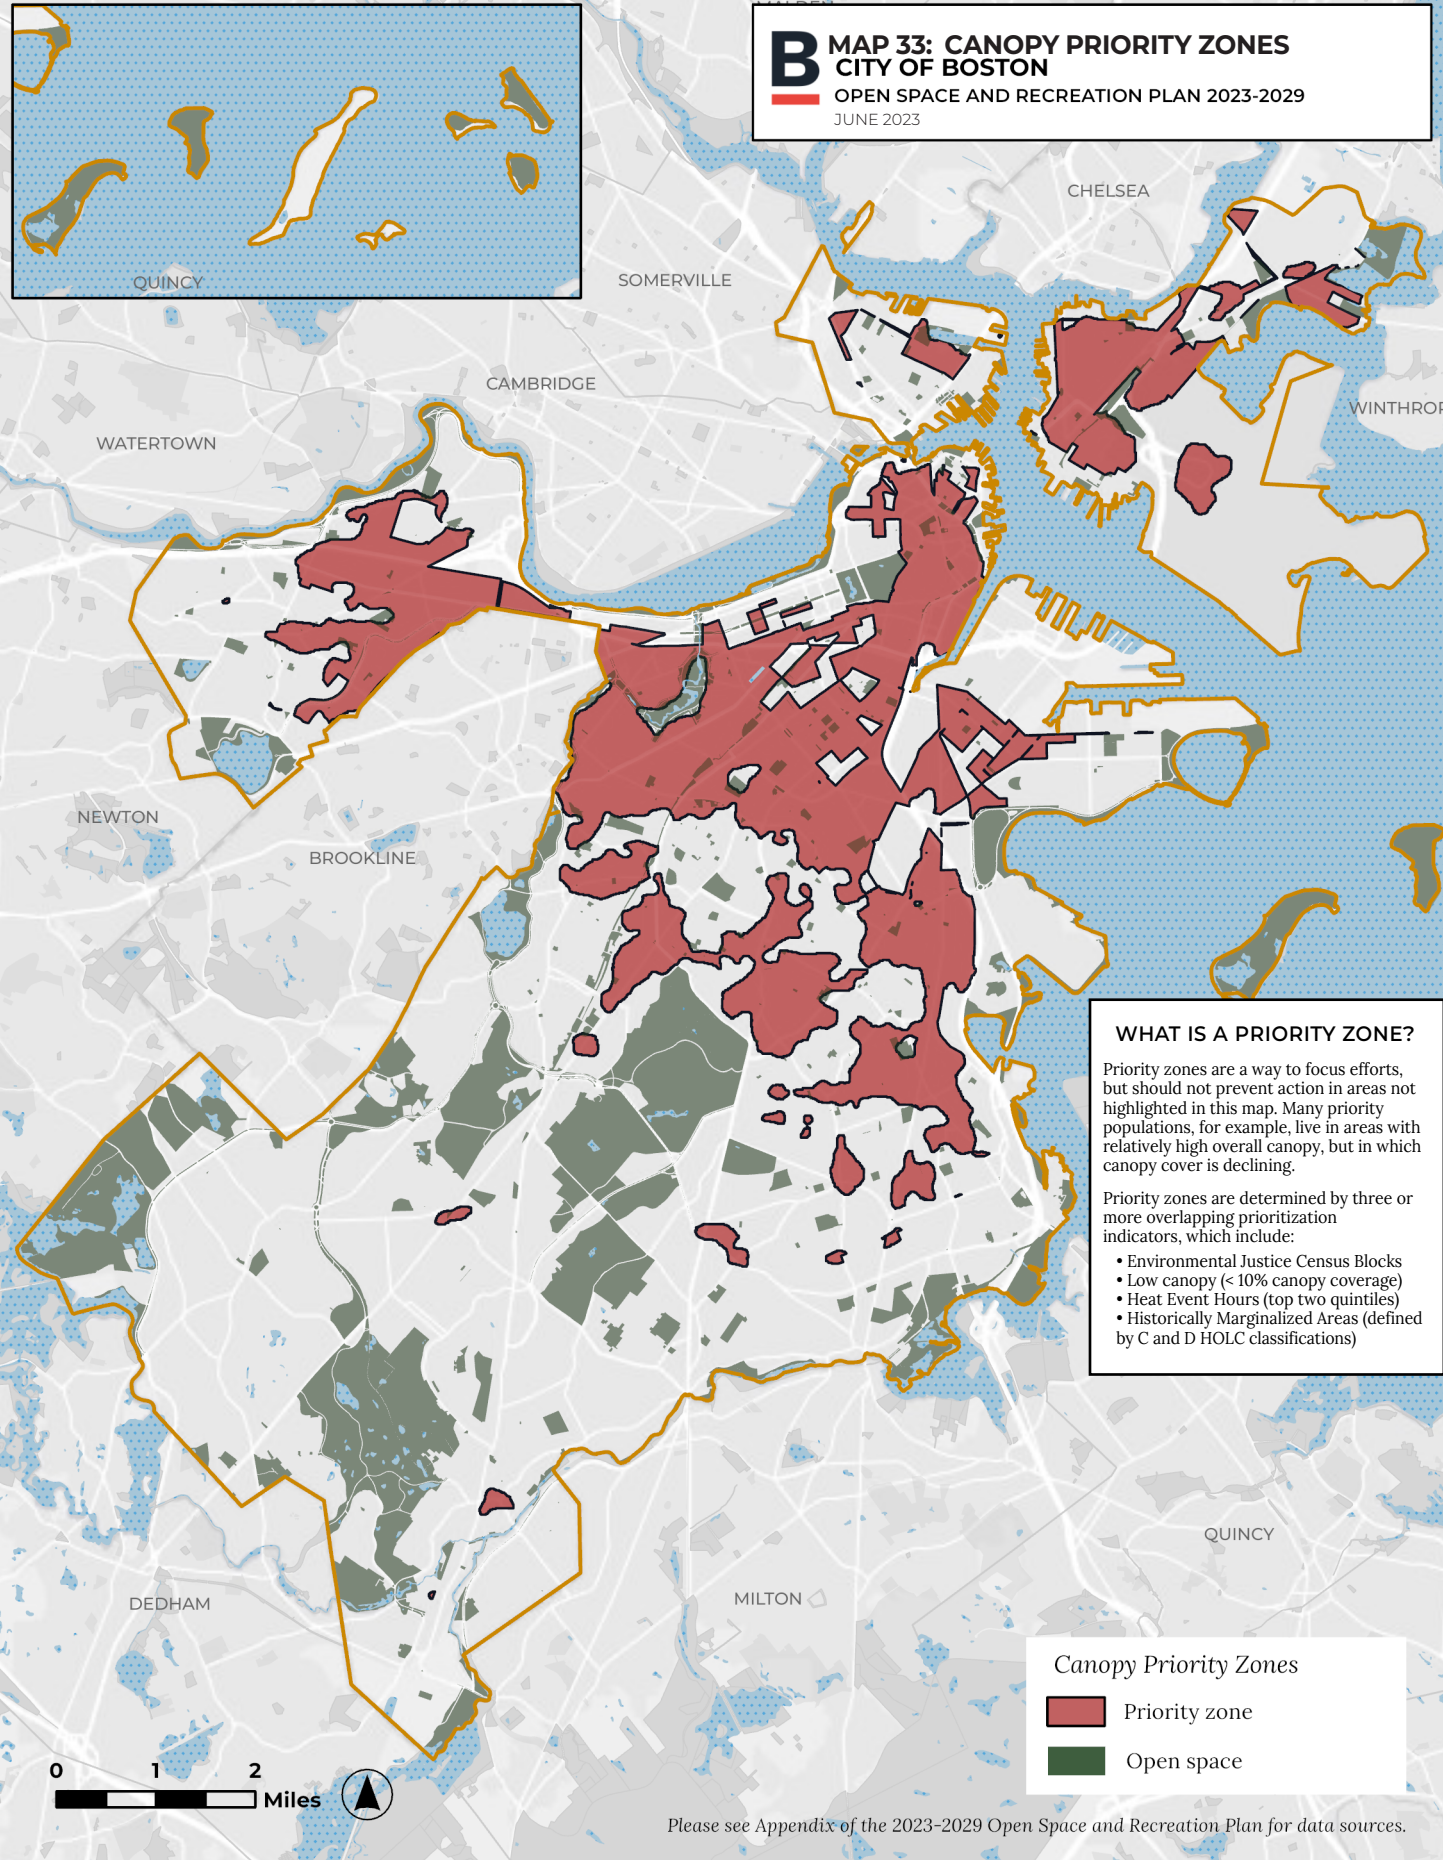 B
MAP 33: CANOPY PRIORITY ZONES
CITY OF BOSTON
OPEN SPACE AND RECREATION PLAN 2023-2029
JUNE 2023
CHELSEA
QUINCY
SOMERVILLE
CAMBRIDGE
WATERTOWN
NEWTON
BROOKLINE
WHAT IS A PRIORITY ZONE?
Priority zones are a way to focus efforts,
but should not prevent action in areas not
highlighted in this map. Many priority
populations, for example, live in areas with
relatively high overall canopy, but in which
canopy cover is declining.
Priority zones are determined by three or
more overlapping prioritization
indicators, which include:
• Environmental Justice Census Blocks
• Low canopy (< 10% canopy coverage)
• Heat Event Hours (top two quintiles)
• Historically Marginalized Areas (defined
by C and D HOLC classifications)
QUINCY
DEDHAM
MILTON
Canopy Priority Zones
Priority zone
Open space
0 1 2
Miles
Please see Appendix of the 2023-2029 Open Space and Recreation Plan for data sources.